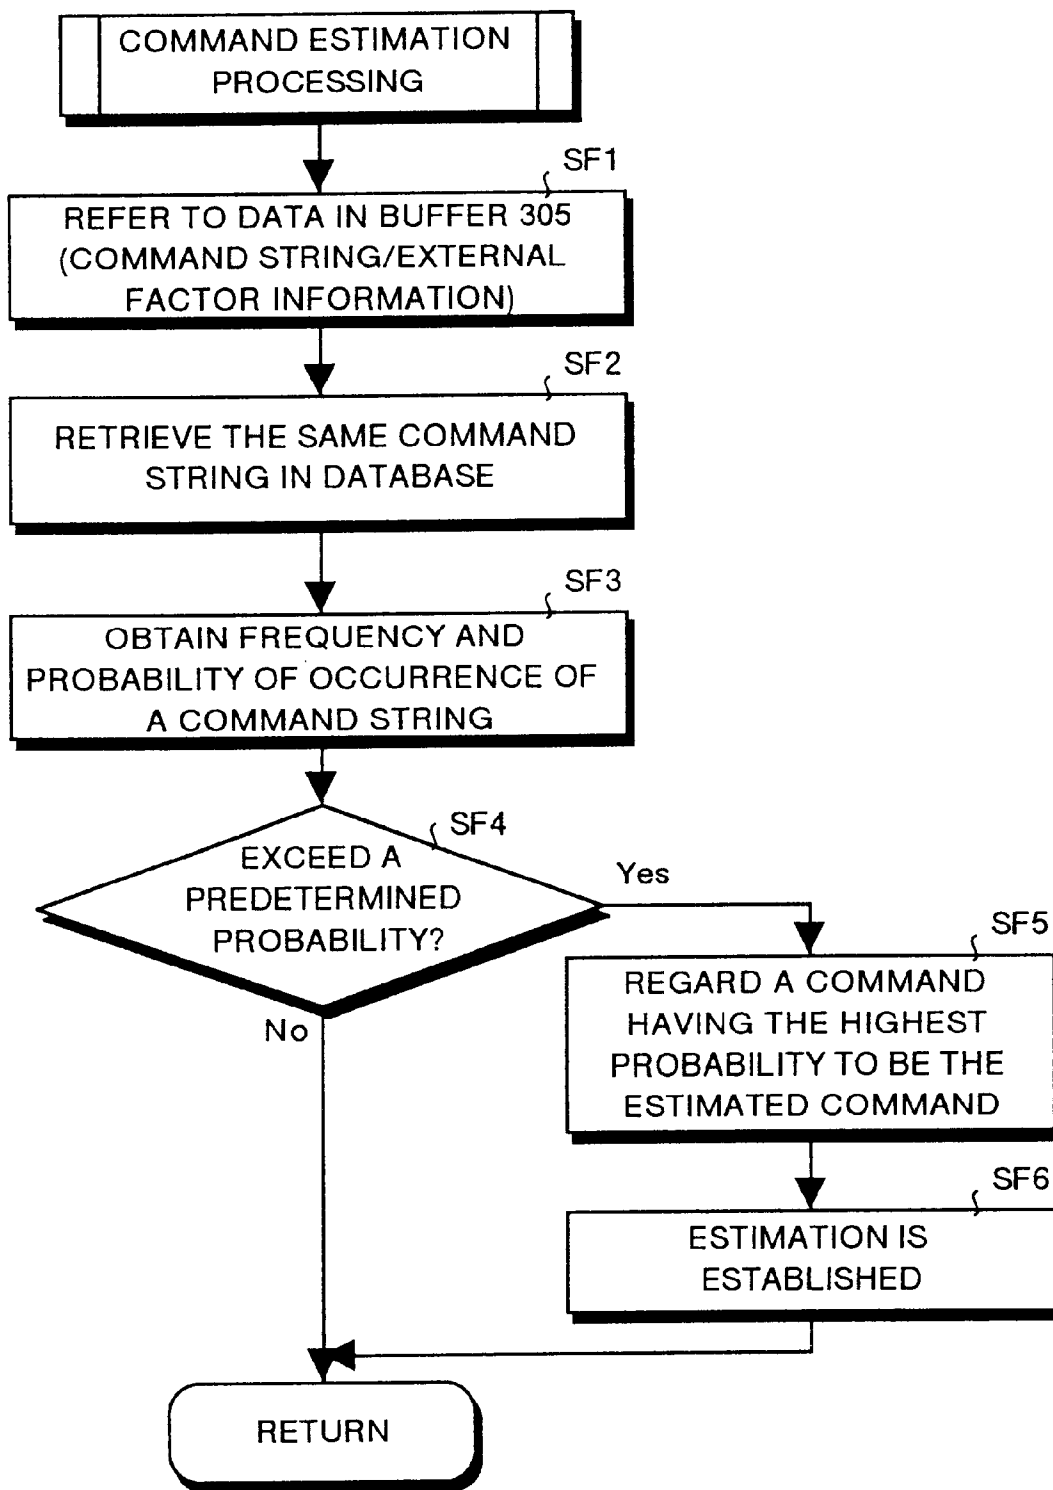 COMMAND ESTIMATION
PROCESSING
SF1
REFER TO DATA IN BUFFER 305
(COMMAND STRING/EXTERNAL
FACTOR INFORMATION)
SF2
RETRIEVE THE SAME COMMAND
STRING IN DATABASE
SF3
OBTAIN FREQUENCY AND
PROBABILITY OF OCCURRENCE OF
A COMMAND STRING
SF4
EXCEED A
PREDETERMINED
PROBABILITY?
Yes
No
SF5
REGARD A COMMAND
HAVING THE HIGHEST
PROBABILITY TO BE THE
ESTIMATED COMMAND
SF6
ESTIMATION IS
ESTABLISHED
RETURN